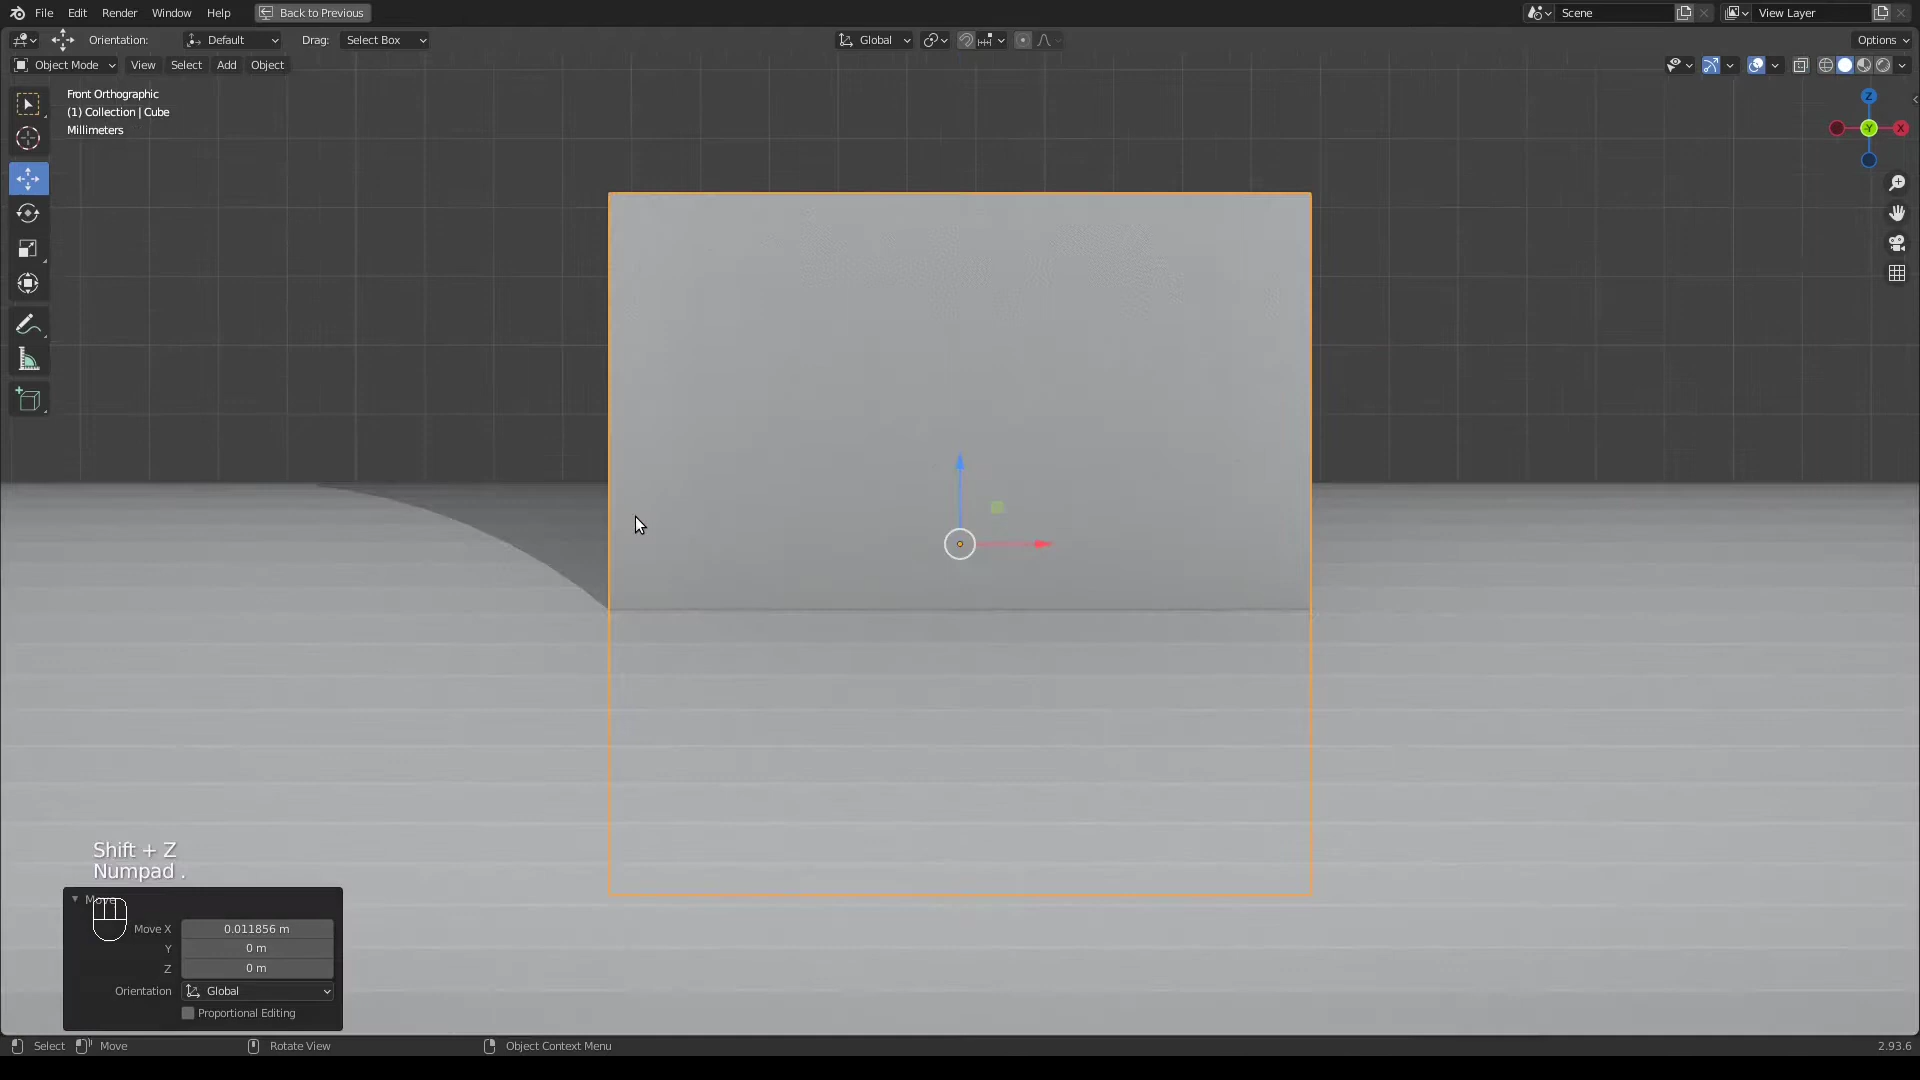 File Edit Render Window Help Back to Previous Scene View Layer
Orientation: Default Drag: Select Box Global Options
Object Mode View Select Add Object
Front Orthographic
(1) Collection | Cube
Millimeters
Z
-Y
X
Shift + Z
Numpad .
Move
Move X 0.011856 m
Y 0 m
Z 0 m
Orientation Global
Proportional Editing
Select Move Rotate View Object Context Menu 2.93.6